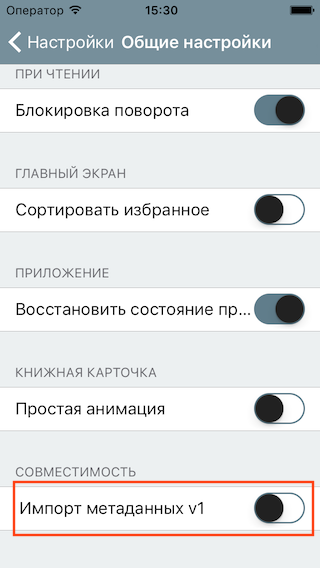 Оператор 15:30
Настройки Общие настройки
ПРИ ЧТЕНИИ
Блокировка поворота
ГЛАВНЫЙ ЭКРАН
Сортировать избранное
ПРИЛОЖЕНИЕ
Восстановить состояние пр...
КНИЖНАЯ КАРТОЧКА
Простая анимация
СОВМЕСТИМОСТЬ
Импорт метаданных v1